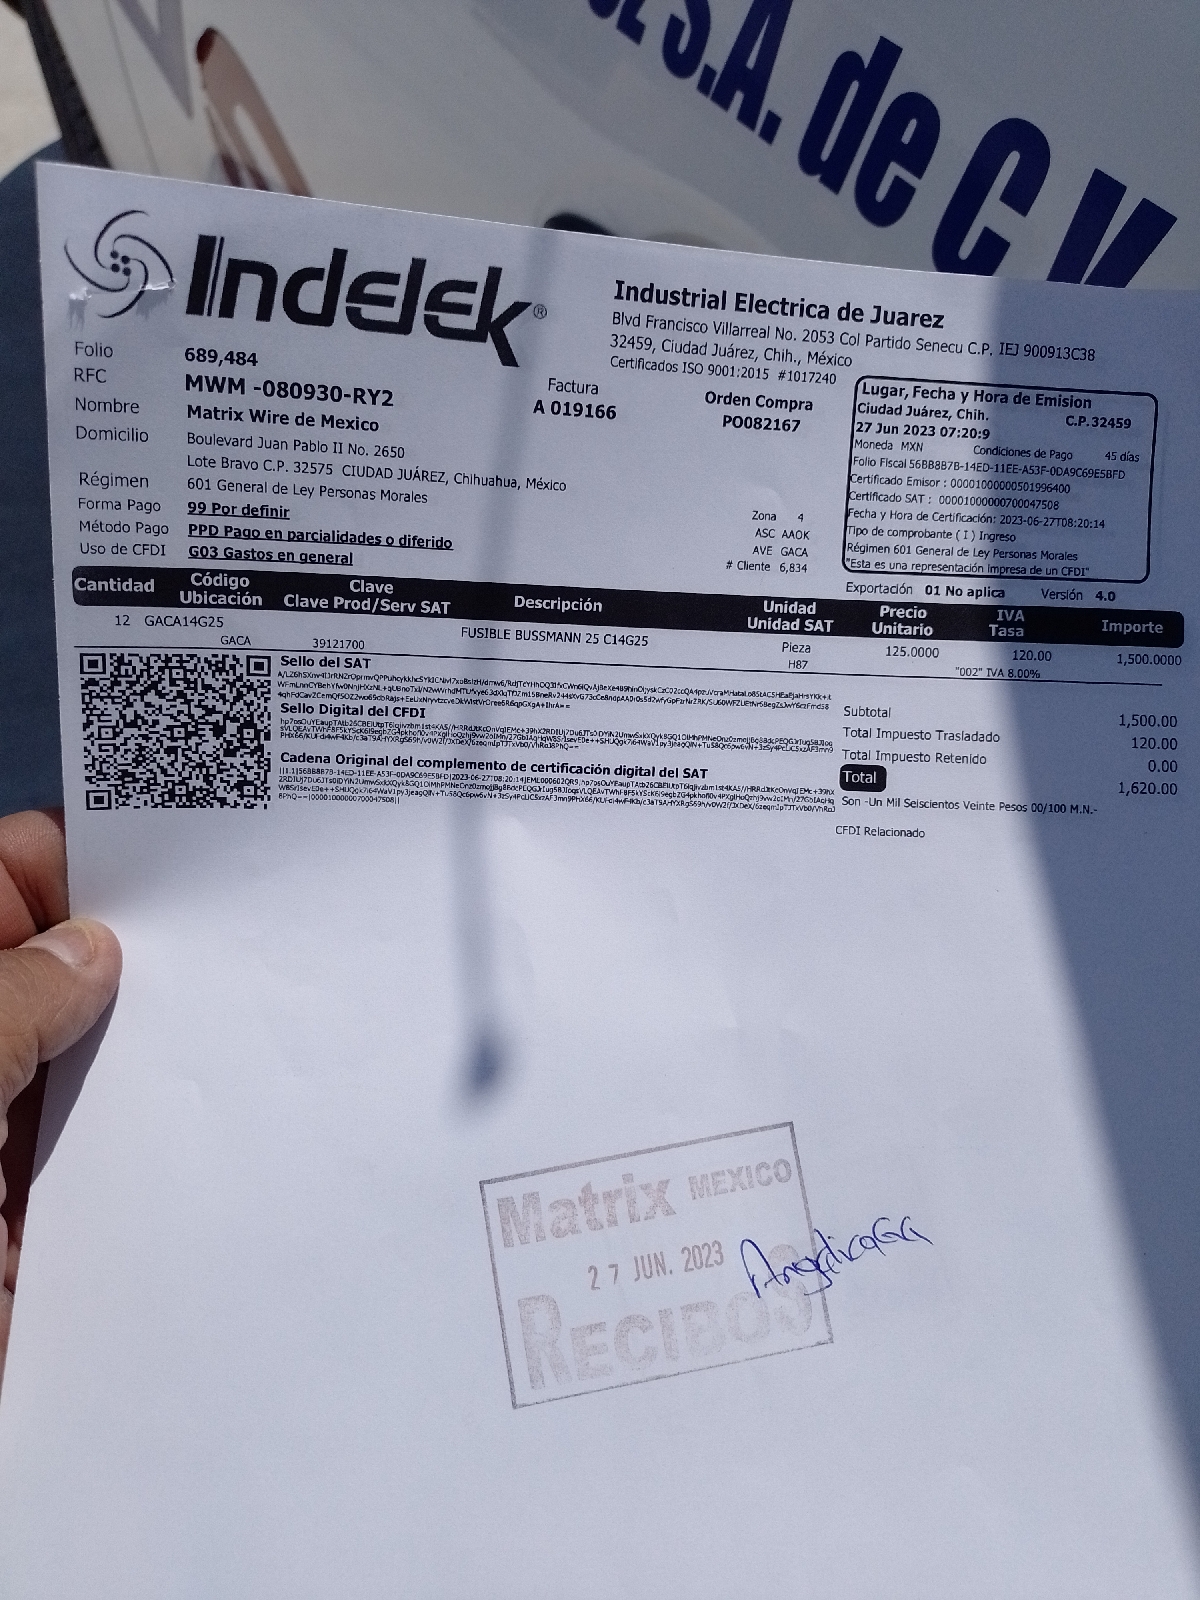 S.A. de C V
Indelek®
Industrial Electrica de Juarez
Blvd Francisco Villarreal No. 2053 Col Partido Senecu C.P. IEJ 900913C38
32459, Ciudad Juárez, Chih., México
Certificados ISO 9001:2015 #1017240
Folio 689,484
RFC MWM -080930-RY2
Nombre Matrix Wire de Mexico
Domicilio Boulevard Juan Pablo II No. 2650
Lote Bravo C.P. 32575 CIUDAD JUÁREZ, Chihuahua, México
Régimen 601 General de Ley Personas Morales
Forma Pago 99 Por definir
Método Pago PPD Pago en parcialidades o diferido
Uso de CFDI G03 Gastos en general
Factura
A 019166
Orden Compra
PO082167
Zona 4
ASC AAOK
AVE GACA
# Cliente 6,834
Lugar, Fecha y Hora de Emision
Ciudad Juárez, Chih. C.P.32459
27 Jun 2023 07:20:9
Moneda MXN Condiciones de Pago 45 días
Folio Fiscal 56BB8B7B-14ED-11EE-A53F-0DA9C69E5BFD
Certificado Emisor : 00001000000501996400
Certificado SAT : 00001000000700047508
Fecha y Hora de Certificación: 2023-06-27T08:20:14
Tipo de comprobante ( I ) Ingreso
Régimen 601 General de Ley Personas Morales
"Esta es una representación impresa de un CFDI"
Exportación 01 No aplica Versión 4.0
Cantidad Código Ubicación Clave Clave Prod/Serv SAT Descripción Unidad Unidad SAT Precio Unitario IVA Tasa Importe
12 GACA14G25 FUSIBLE BUSSMANN 25 C14G25 Pieza 125.0000 120.00 1,500.0000
GACA 39121700 H87 "002" IVA 8.00%
Sello del SAT
Sello Digital del CFDI
Cadena Original del complemento de certificación digital del SAT
Subtotal 1,500.00
Total Impuesto Trasladado 120.00
Total Impuesto Retenido 0.00
Total 1,620.00
Son -Un Mil Seiscientos Veinte Pesos 00/100 M.N.-
CFDI Relacionado
Matrix MEXICO
27 JUN. 2023
RECIBOS